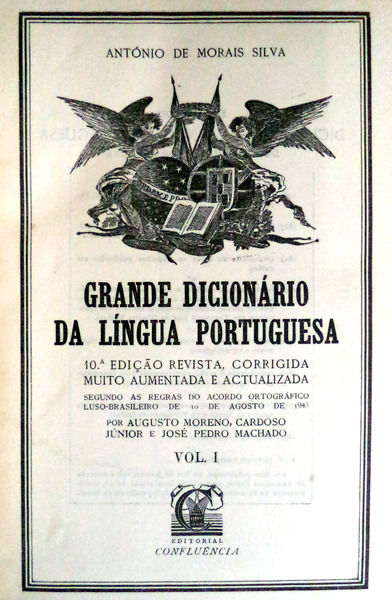 ANTÓNIO DE MORAIS SILVA
GRANDE DICIONÁRIO
DA LÍNGUA PORTUGUESA
10.ª EDIÇÃO REVISTA, CORRIGIDA
MUITO AUMENTADA E ACTUALIZADA
SEGUNDO AS REGRAS DO ACORDO ORTOGRÁFICO
LUSO-BRASILEIRO DE 10 DE AGOSTO DE 1945
POR AUGUSTO MORENO, CARDOSO
JÚNIOR E JOSÉ PEDRO MACHADO
VOL. I
EDITORIAL
CONFLUÊNCIA